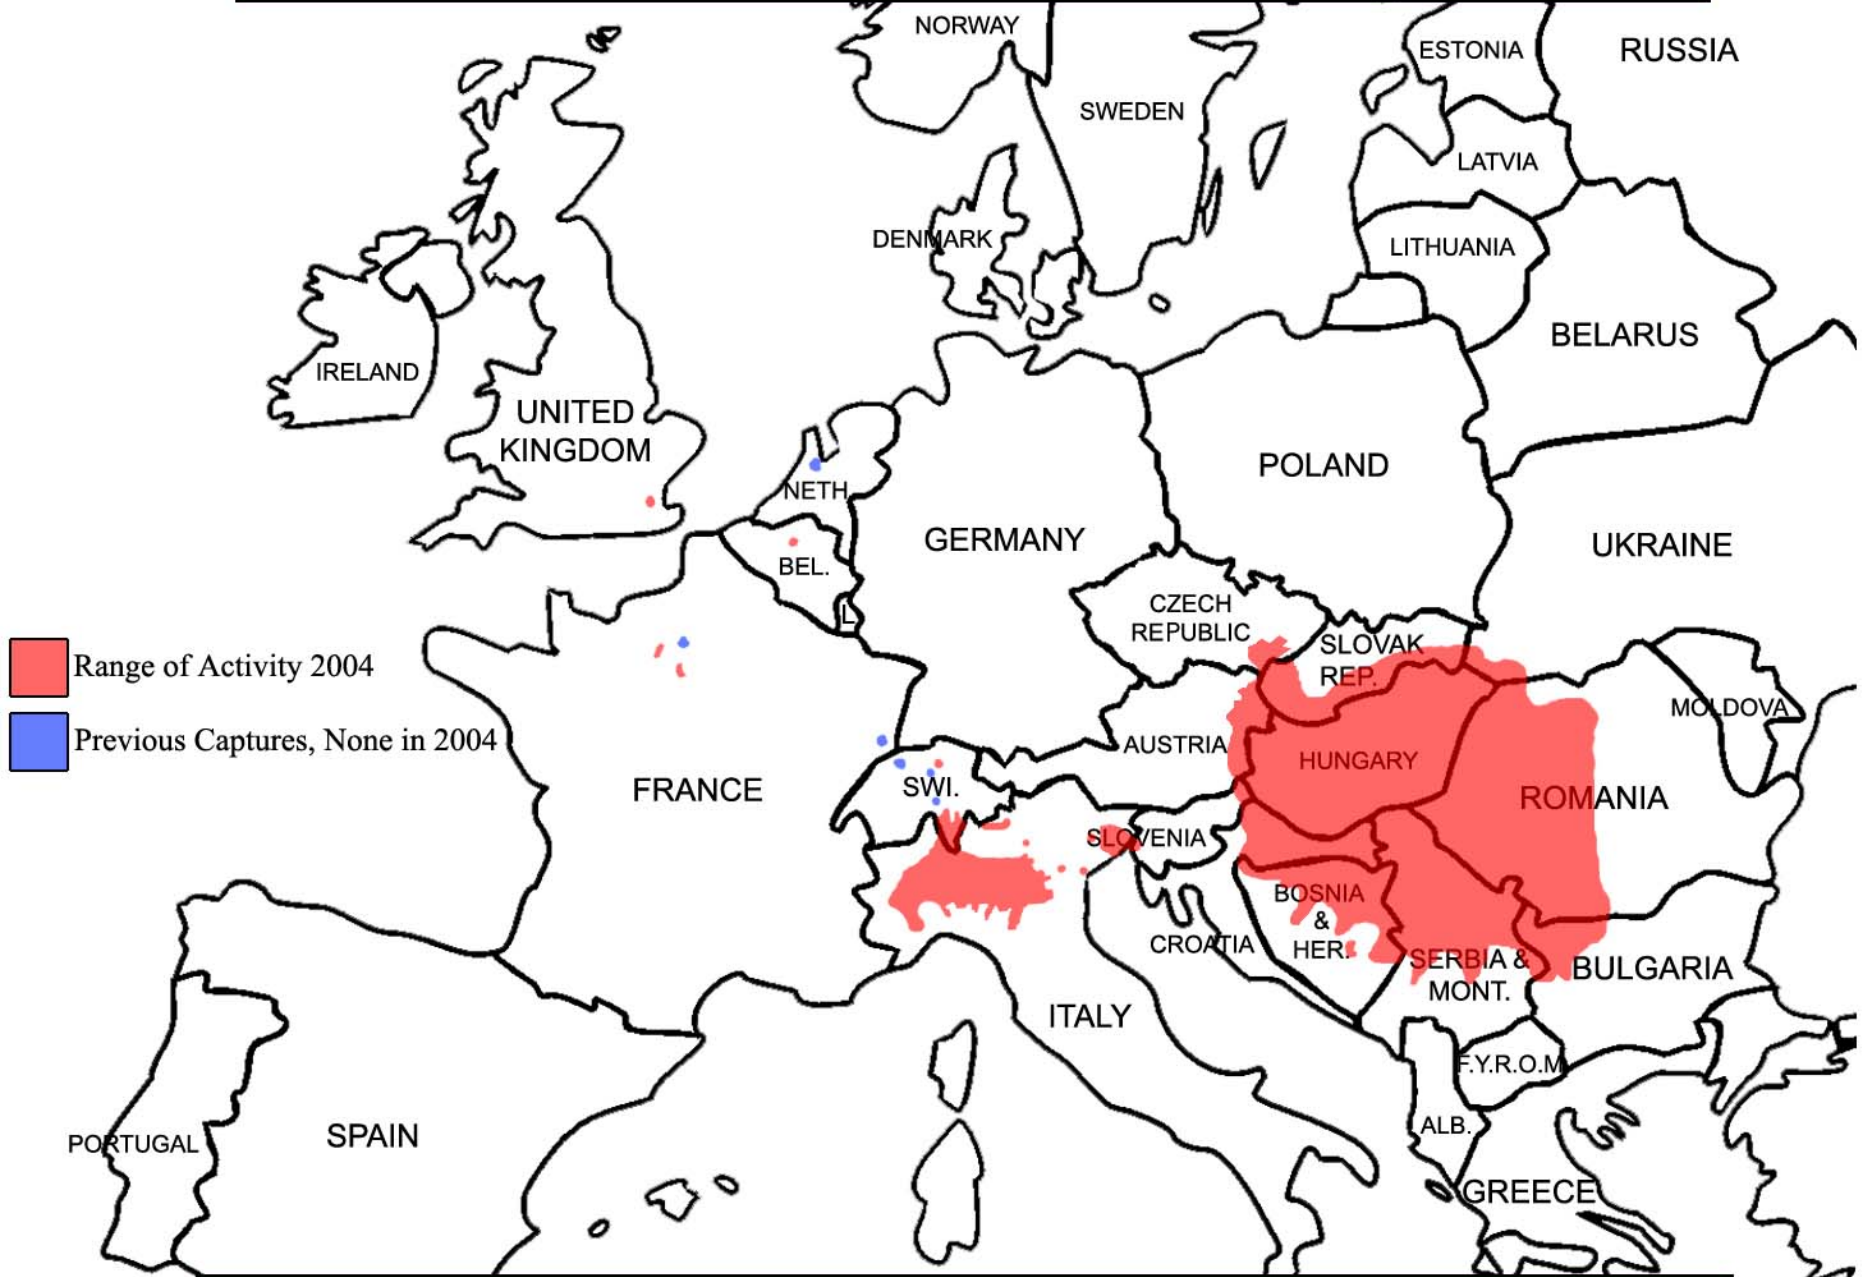 NORWAY
ESTONIA
RUSSIA
SWEDEN
LATVIA
DENMARK
LITHUANIA
BELARUS
IRELAND
UNITED
KINGDOM
POLAND
NETH.
GERMANY
UKRAINE
BEL.
L.
CZECH
REPUBLIC
SLOVAK
REP.
Range of Activity 2004
MOLDOVA
Previous Captures, None in 2004
AUSTRIA
HUNGARY
FRANCE
SWI.
ROMANIA
SLOVENIA
BOSNIA
&
HER.
CROATIA
SERBIA &
MONT.
BULGARIA
ITALY
F.Y.R.O.M
ALB.
PORTUGAL
SPAIN
GREECE